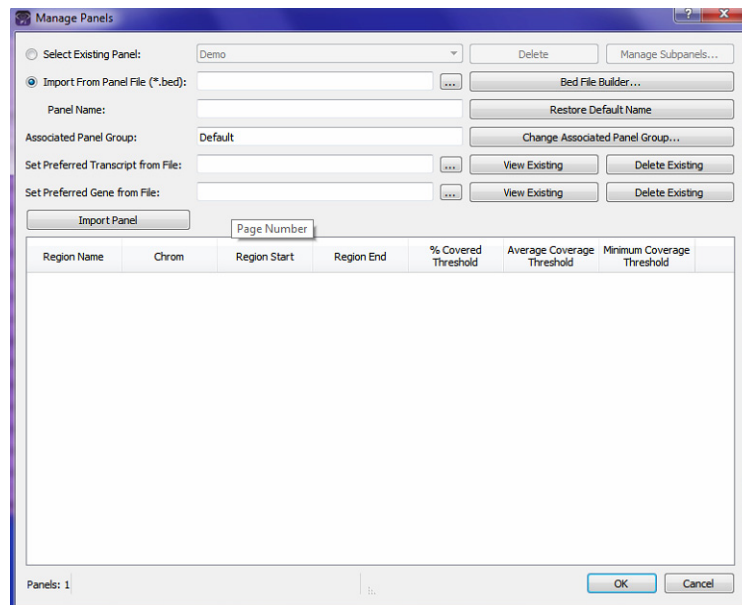 Manage Panels
Select Existing Panel: Demo Delete Manage Subpanels...
Import From Panel File (*.bed): ... Bed File Builder...
Panel Name: Restore Default Name
Associated Panel Group: Default Change Associated Panel Group...
Set Preferred Transcript from File: ... View Existing Delete Existing
Set Preferred Gene from File: ... View Existing Delete Existing
Import Panel
Page Number
Region Name Chrom Region Start Region End % Covered Threshold Average Coverage Threshold Minimum Coverage Threshold
Panels: 1 OK Cancel